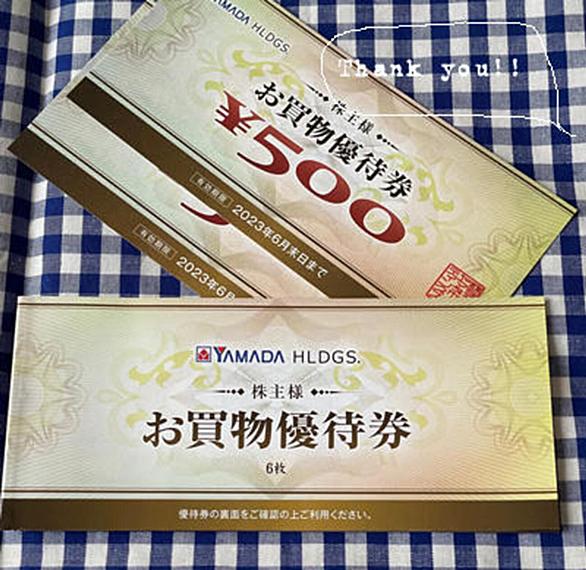 YAMADA HLDGS.
Thank you!!
株主様
お買物優待券
¥500
有効期限 2023年6月末日まで
有効期限 2023年6
YAMADA HLDGS.
株主様
お買物優待券
6枚
優待券の裏面をご確認の上ご利用ください。